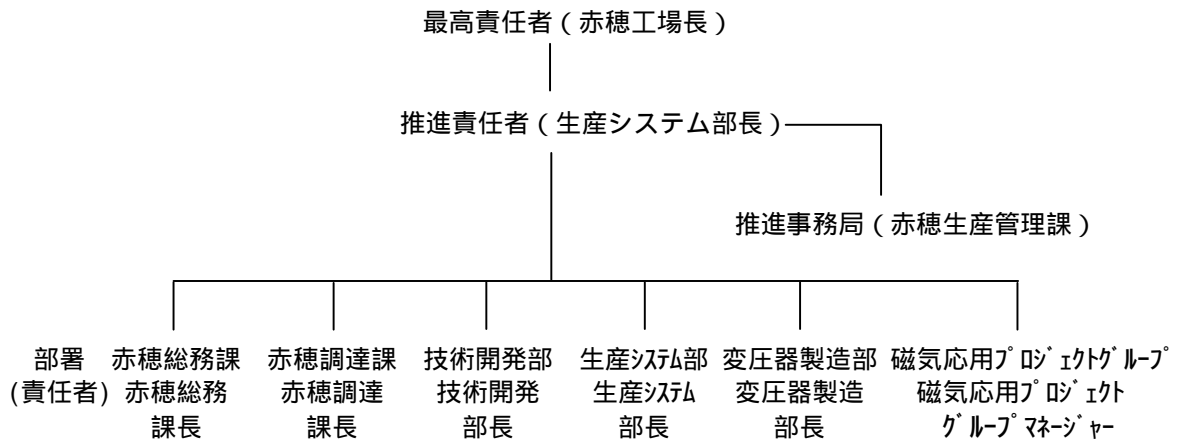 最高責任者（赤穂工場長）
推進責任者（生産システム部長）
推進事務局（赤穂生産管理課）
部署 赤穂総務課 赤穂調達課 技術開発部 生産ｼｽﾃﾑ部 変圧器製造部 磁気応用ﾌﾟﾛｼﾞｪｸﾄｸﾞﾙｰﾌﾟ
(責任者) 赤穂総務 赤穂調達 技術開発 生産ｼｽﾃﾑ 変圧器製造 磁気応用ﾌﾟﾛｼﾞｪｸﾄ
課長 課長 部長 部長 部長 ｸﾞﾙｰﾌﾟﾏﾈｰｼﾞｬｰ